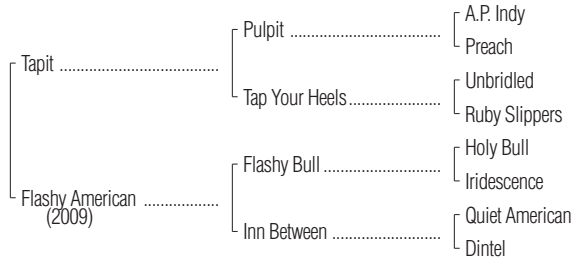 A.P. Indy
Pulpit ..............................
Preach
Tapit .......................................
Unbridled
Tap Your Heels.......................
Ruby Slippers
Holy Bull
Flashy Bull .............................
Iridescence
Flashy American ..................
(2009)
Quiet American
Inn Between ...........................
Dintel